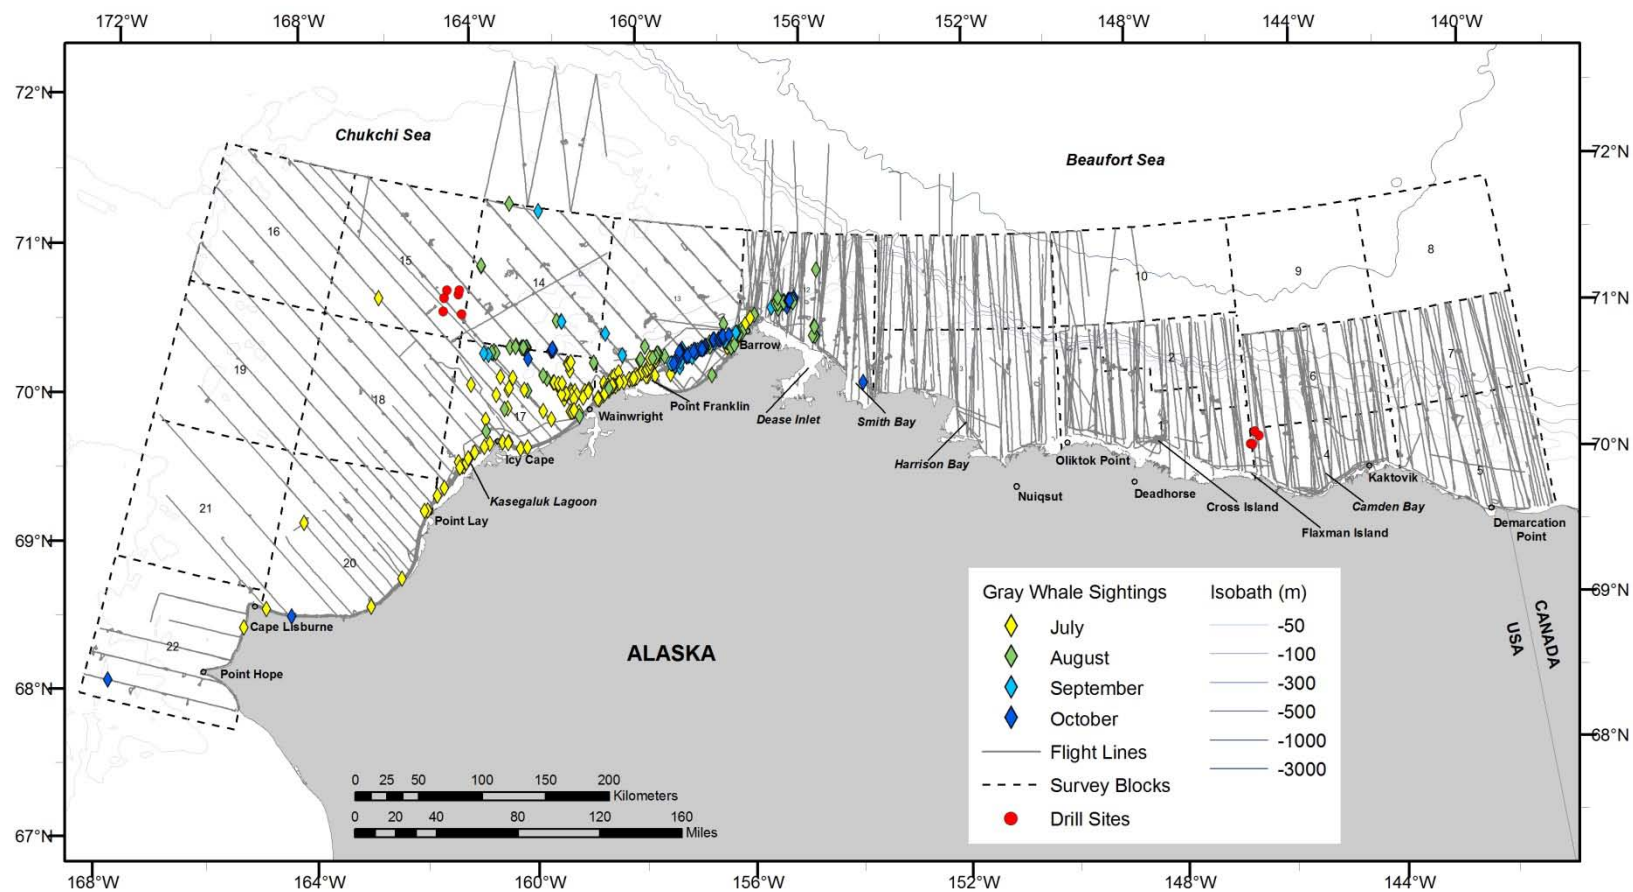 172°W 168°W 164°W 160°W 156°W 152°W 148°W 144°W 140°W
72°N
72°N
Chukchi Sea
Beaufort Sea
71°N
71°N
70°N
70°N
69°N
69°N
68°N
68°N
67°N
16
15
14
13
12
10
9
8
19
18
17
2
6
7
21
20
4
5
22
Barrow
Point Franklin
Wainwright
Dease Inlet
Smith Bay
Icy Cape
Harrison Bay
Oliktok Point
Kaktovik
Kasegaluk Lagoon
Nuiqsut
Deadhorse
Cross Island
Camden Bay
Point Lay
Flaxman Island
Demarcation
Point
Cape Lisburne
Point Hope
ALASKA
USA
CANADA
Gray Whale Sightings
July
August
September
October
Flight Lines
Survey Blocks
Drill Sites
Isobath (m)
-50
-100
-300
-500
-1000
-3000
0 25 50 100 150 200
Kilometers
0 20 40 80 120 160
Miles
168°W 164°W 160°W 156°W 152°W 148°W 144°W